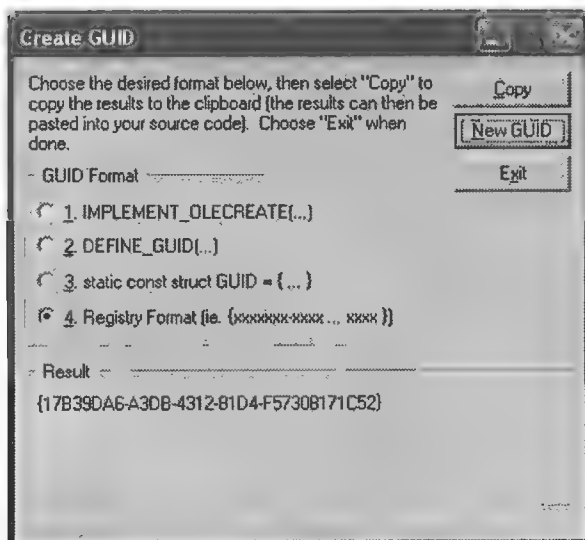 Create GUID
Choose the desired format below, then select "Copy" to
copy the results to the clipboard (the results can then be
pasted into your source code). Choose "Exit" when
done.
Copy
New GUID
Exit
GUID Format
1. IMPLEMENT_OLECREATE(...)
2. DEFINE_GUID(...)
3. static const struct GUID = { ... }
4. Registry Format (ie. {xxxxxxx-xxxx ... xxxx })
Result
{17B39DA6-A3DB-4312-81D4-F5730B171C52}